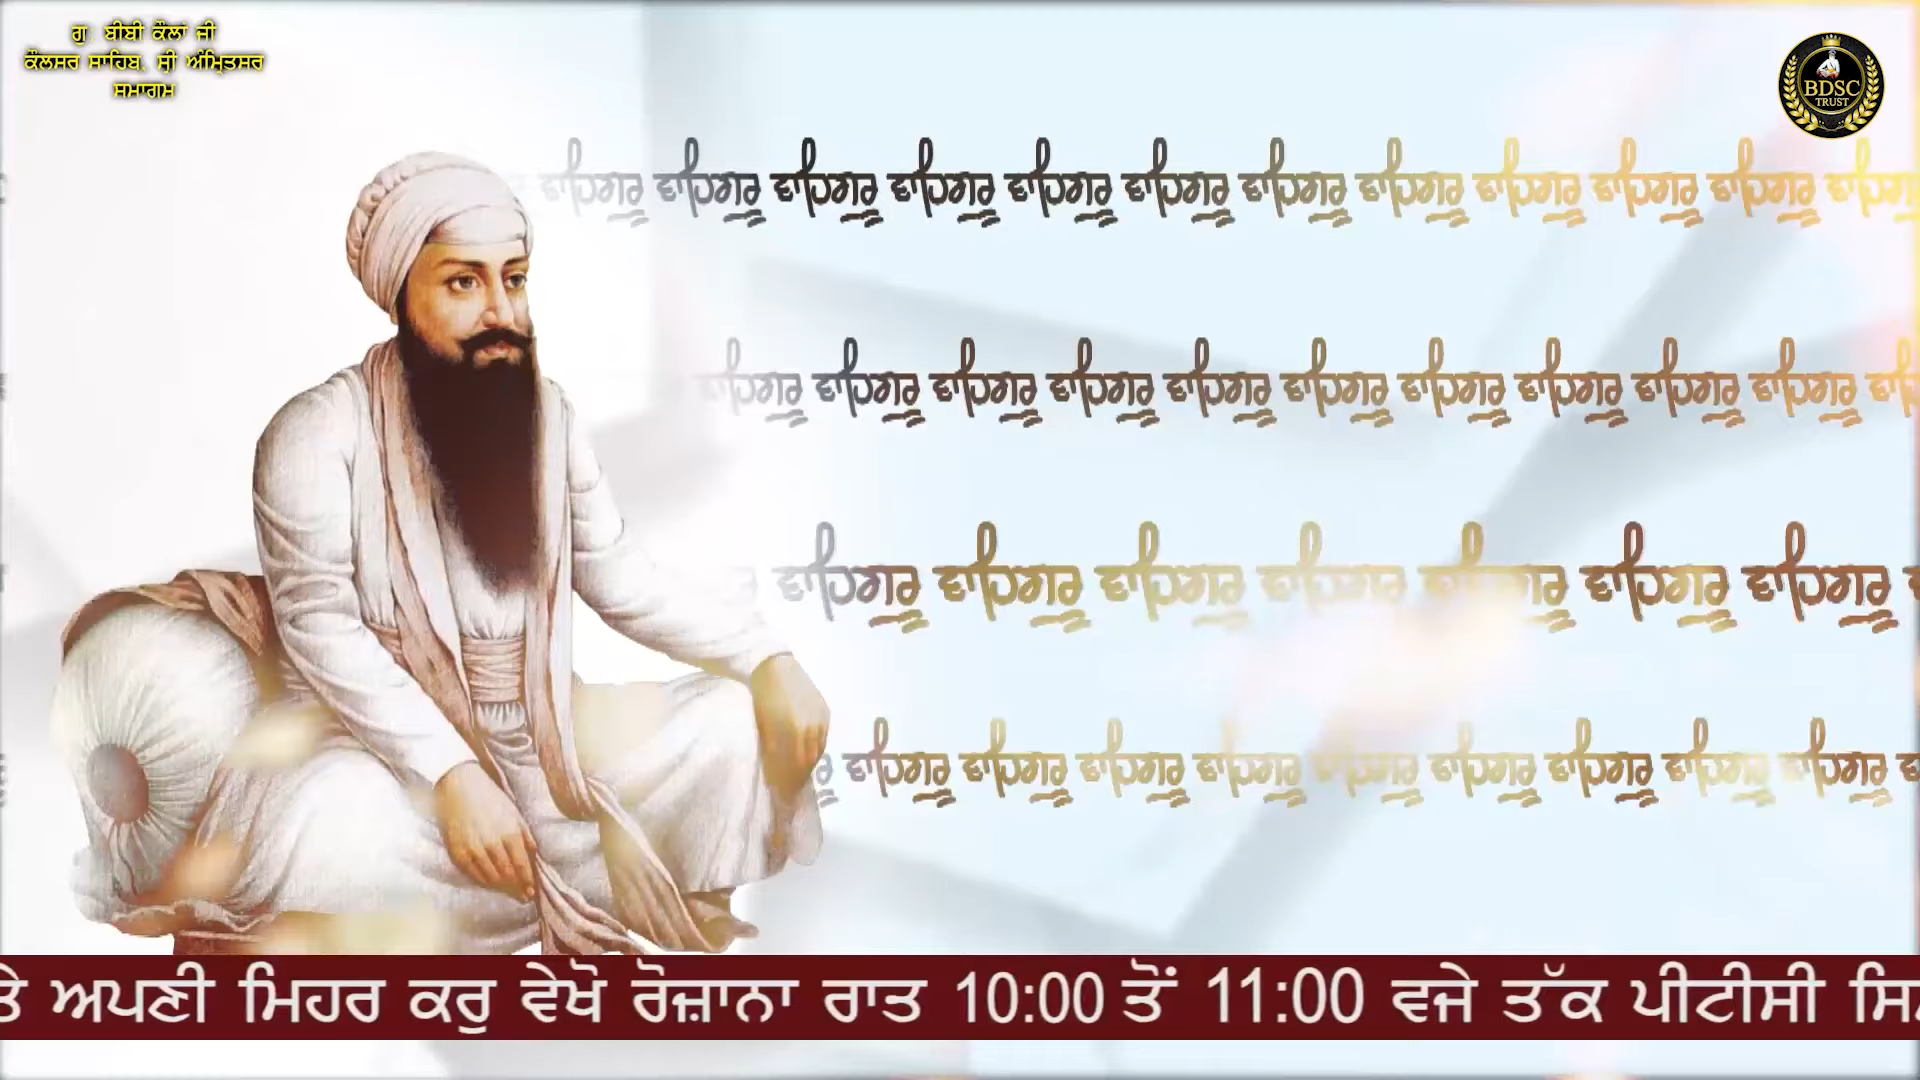 ਗੁ: ਬੀਬੀ ਕੌਲਾਂ ਜੀ
ਕੌਲਸਰ ਸਾਹਿਬ, ਸ੍ਰੀ ਅੰਮ੍ਰਿਤਸਰ
ਸਮਾਗਮ
BDSC
TRUST
ਵਾਹਿਗੁਰੂ ਵਾਹਿਗੁਰੂ ਵਾਹਿਗੁਰੂ ਵਾਹਿਗੁਰੂ ਵਾਹਿਗੁਰੂ ਵਾਹਿਗੁਰੂ ਵਾਹਿਗੁਰੂ ਵਾਹਿਗੁਰੂ ਵਾਹਿਗੁਰੂ ਵਾਹਿਗੁਰੂ ਵਾਹਿਗੁਰੂ
ਵਾਹਿਗੁਰੂ ਵਾਹਿਗੁਰੂ ਵਾਹਿਗੁਰੂ ਵਾਹਿਗੁਰੂ ਵਾਹਿਗੁਰੂ ਵਾਹਿਗੁਰੂ ਵਾਹਿਗੁਰੂ ਵਾਹਿਗੁਰੂ ਵਾਹਿਗੁਰੂ ਵਾਹਿਗੁਰੂ
ਵਾਹਿਗੁਰੂ ਵਾਹਿਗੁਰੂ ਵਾਹਿਗੁਰੂ ਵਾਹਿਗੁਰੂ ਵਾਹਿਗੁਰੂ ਵਾਹਿਗੁਰੂ ਵਾਹਿਗੁਰੂ
ਵਾਹਿਗੁਰੂ ਵਾਹਿਗੁਰੂ ਵਾਹਿਗੁਰੂ ਵਾਹਿਗੁਰੂ ਵਾਹਿਗੁਰੂ ਵਾਹਿਗੁਰੂ ਵਾਹਿਗੁਰੂ ਵਾਹਿਗੁਰੂ ਵਾਹਿਗੁਰੂ
ਤੇ ਅਪਣੀ ਮਿਹਰ ਕਰੁ ਵੇਖੋ ਰੋਜ਼ਾਨਾ ਰਾਤ 10:00 ਤੋਂ 11:00 ਵਜੇ ਤੱਕ ਪੀਟੀਸੀ